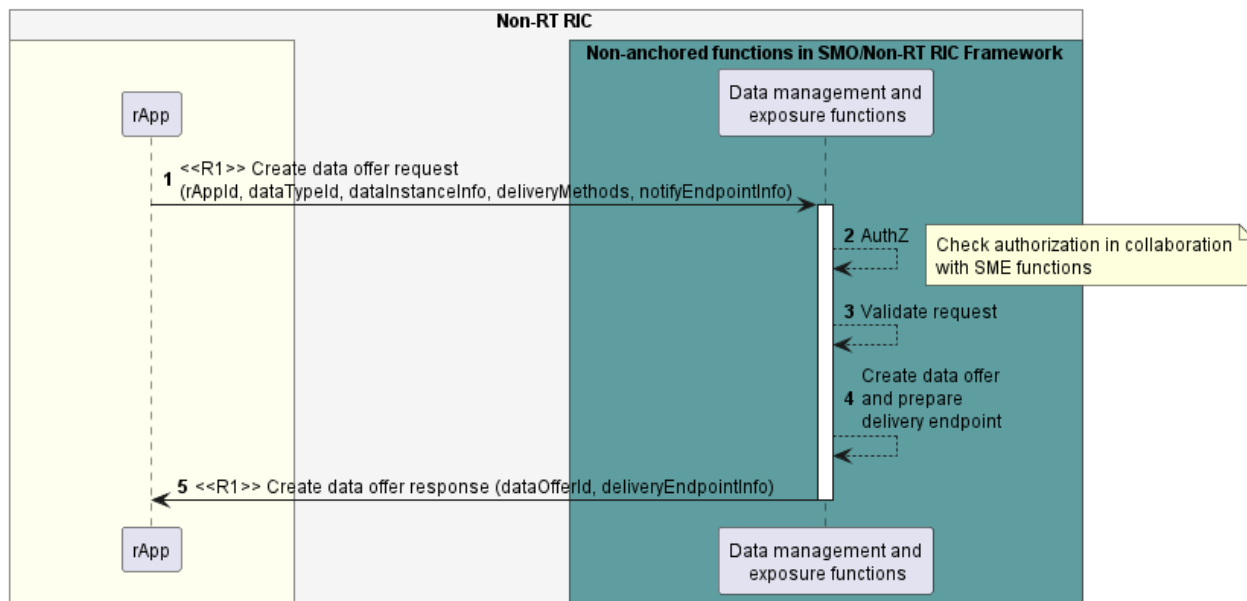 Non-RT RIC
Non-anchored functions in SMO/Non-RT RIC Framework
rApp
Data management and
exposure functions
1 <<R1>> Create data offer request
(rAppId, dataTypeId, dataInstanceInfo, deliveryMethods, notifyEndpointInfo)
2 AuthZ
Check authorization in collaboration
with SME functions
3 Validate request
Create data offer
4 and prepare
delivery endpoint
5 <<R1>> Create data offer response (dataOfferId, deliveryEndpointInfo)
rApp
Data management and
exposure functions